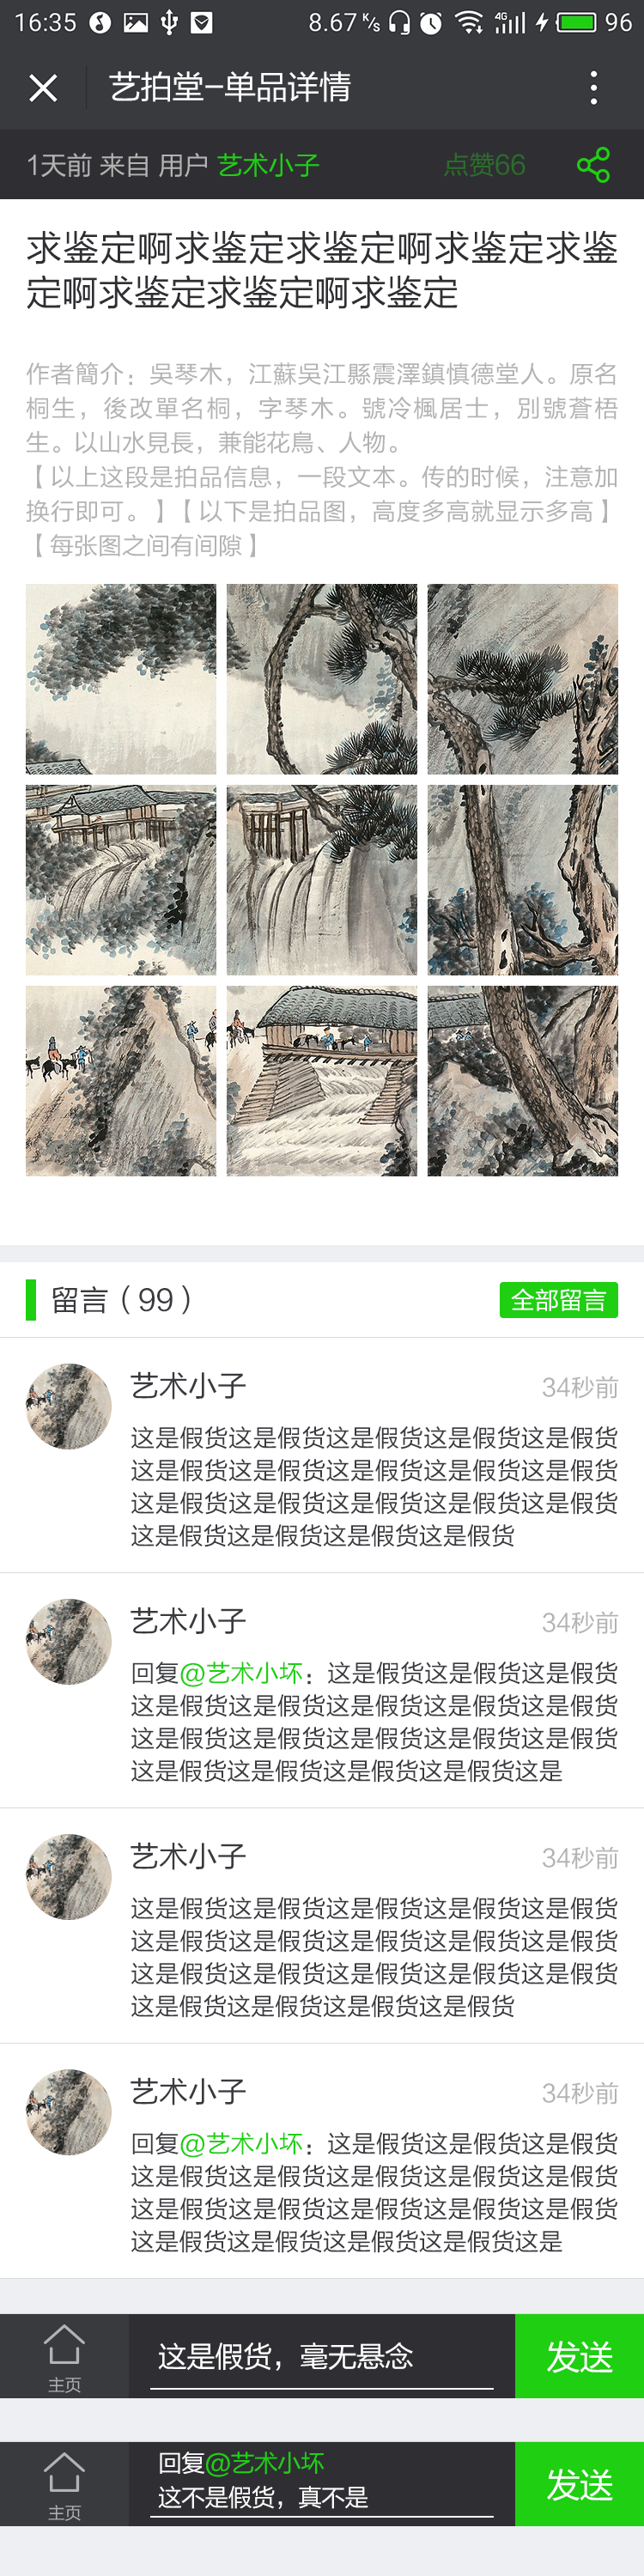 16:35 8.67 K/s 4G 96
艺拍堂-单品详情
1天前 来自 用户 艺术小子 点赞66
求鉴定啊求鉴定求鉴定啊求鉴定求鉴
定啊求鉴定求鉴定啊求鉴定
作者簡介：吳琴木，江蘇吳江縣震澤鎮慎德堂人。原名
桐生，後改單名桐，字琴木。號冷楓居士，別號蒼梧
生。以山水見長，兼能花鳥、人物。
【以上这段是拍品信息，一段文本。传的时候，注意加
换行即可。】【以下是拍品图，高度多高就显示多高】
【每张图之间有间隙】
留言（99） 全部留言
艺术小子 34秒前
这是假货这是假货这是假货这是假货这是假货
这是假货这是假货这是假货这是假货这是假货
这是假货这是假货这是假货这是假货这是假货
这是假货这是假货这是假货这是假货
艺术小子 34秒前
回复@艺术小坏：这是假货这是假货这是假货
这是假货这是假货这是假货这是假货这是假货
这是假货这是假货这是假货这是假货这是假货
这是假货这是假货这是假货这是假货这是
艺术小子 34秒前
这是假货这是假货这是假货这是假货这是假货
这是假货这是假货这是假货这是假货这是假货
这是假货这是假货这是假货这是假货这是假货
这是假货这是假货这是假货这是假货
艺术小子 34秒前
回复@艺术小坏：这是假货这是假货这是假货
这是假货这是假货这是假货这是假货这是假货
这是假货这是假货这是假货这是假货这是假货
这是假货这是假货这是假货这是假货这是
主页 这是假货，毫无悬念 发送
回复@艺术小坏
主页 这不是假货，真不是 发送